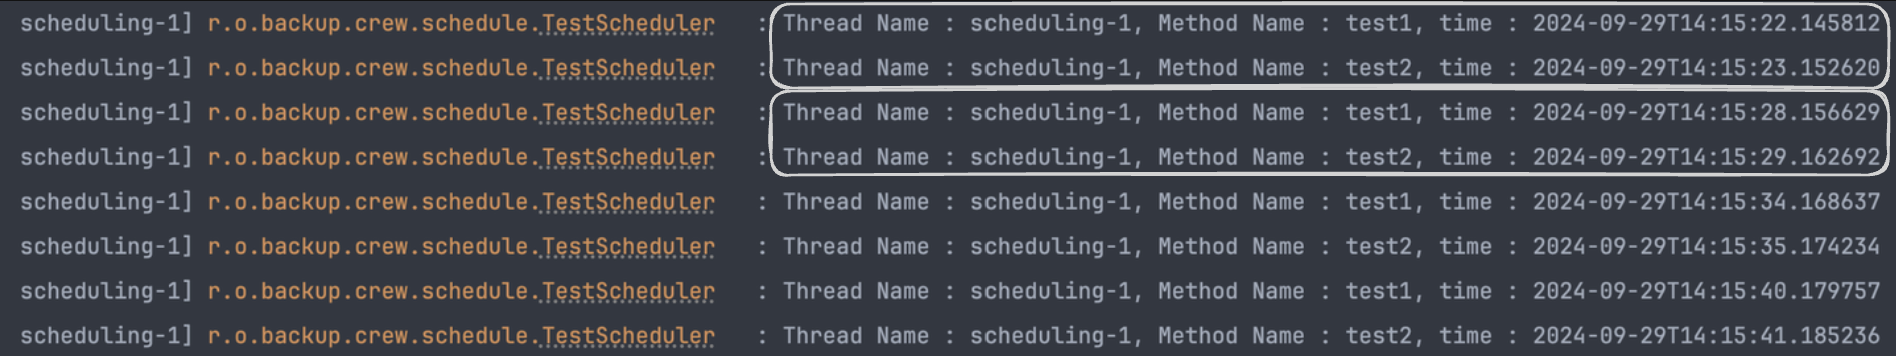 scheduling-1] r.o.backup.crew.schedule.TestScheduler : Thread Name : scheduling-1, Method Name : test1, time : 2024-09-29T14:15:22.145812
scheduling-1] r.o.backup.crew.schedule.TestScheduler : Thread Name : scheduling-1, Method Name : test2, time : 2024-09-29T14:15:23.152620
scheduling-1] r.o.backup.crew.schedule.TestScheduler : Thread Name : scheduling-1, Method Name : test1, time : 2024-09-29T14:15:28.156629
scheduling-1] r.o.backup.crew.schedule.TestScheduler : Thread Name : scheduling-1, Method Name : test2, time : 2024-09-29T14:15:29.162692
scheduling-1] r.o.backup.crew.schedule.TestScheduler : Thread Name : scheduling-1, Method Name : test1, time : 2024-09-29T14:15:34.168637
scheduling-1] r.o.backup.crew.schedule.TestScheduler : Thread Name : scheduling-1, Method Name : test2, time : 2024-09-29T14:15:35.174234
scheduling-1] r.o.backup.crew.schedule.TestScheduler : Thread Name : scheduling-1, Method Name : test1, time : 2024-09-29T14:15:40.179757
scheduling-1] r.o.backup.crew.schedule.TestScheduler : Thread Name : scheduling-1, Method Name : test2, time : 2024-09-29T14:15:41.185236